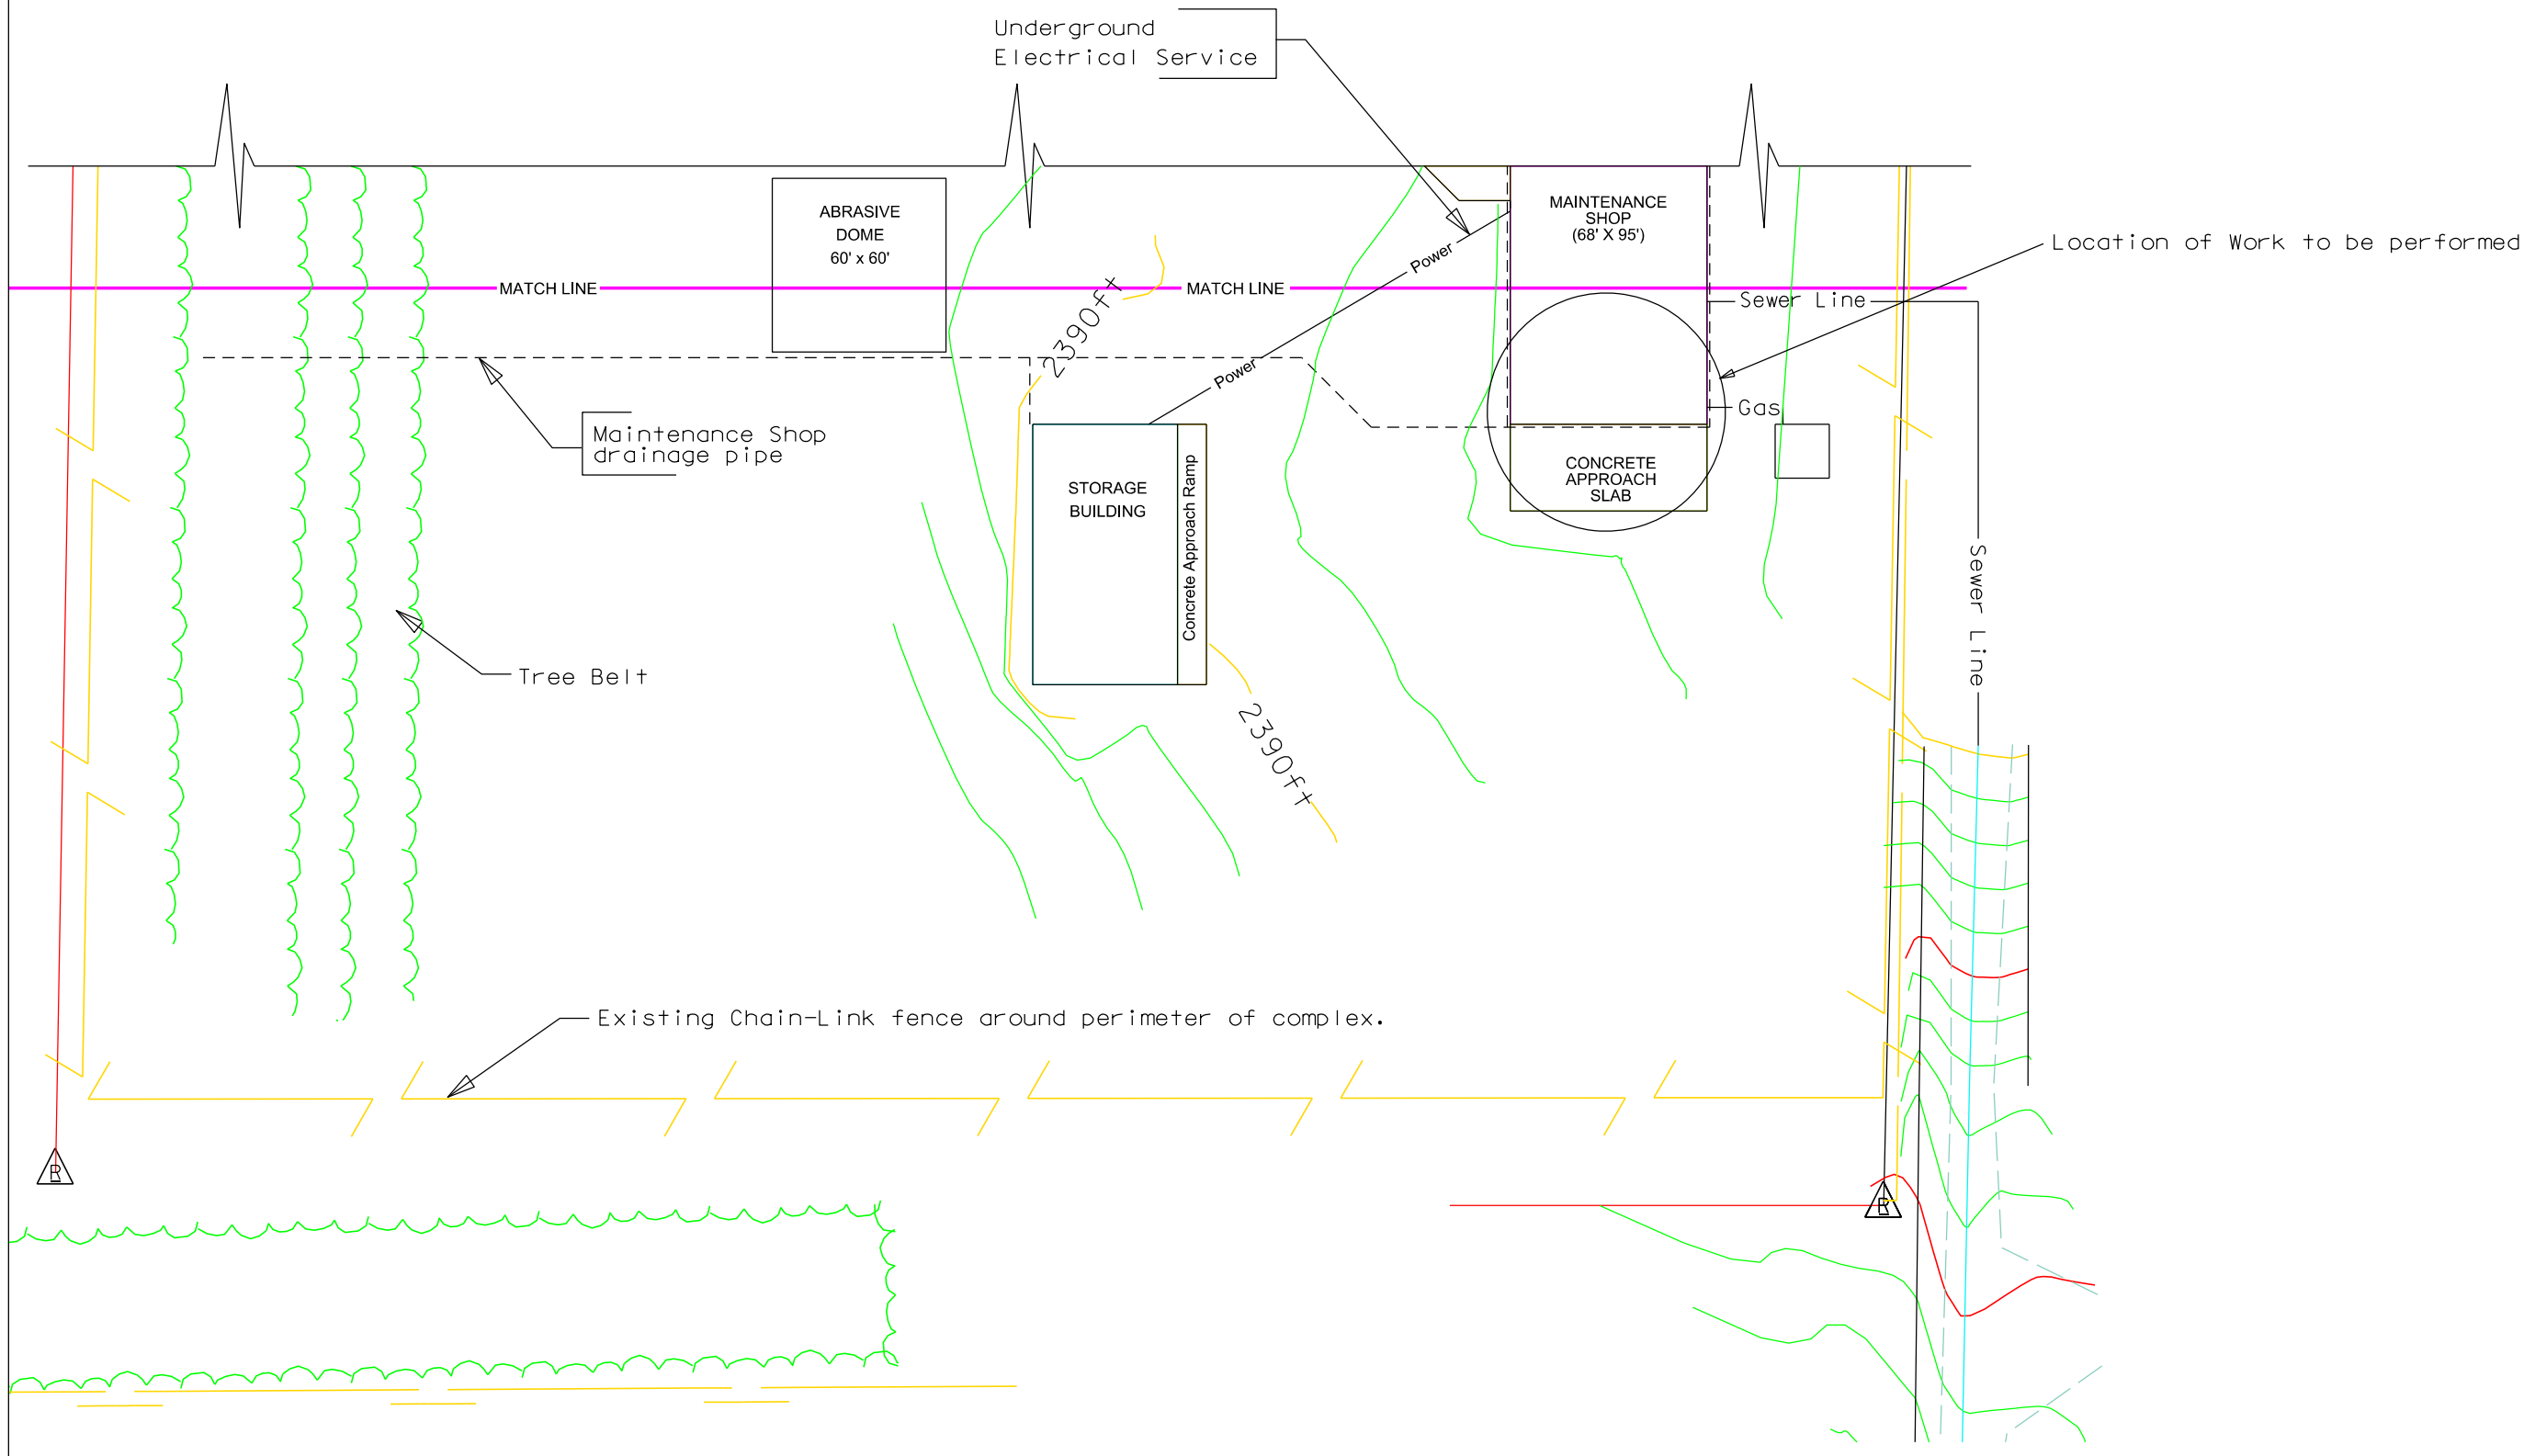 Underground
Electrical Service
ABRASIVE
DOME
60' x 60'
MAINTENANCE
SHOP
(68' X 95')
Location of Work to be performed
Power
MATCH LINE
MATCH LINE
2390ft
Sewer Line
Power
Gas
Maintenance Shop
drainage pipe
STORAGE
BUILDING
Concrete Approach Ramp
CONCRETE
APPROACH
SLAB
Sewer Line
Tree Belt
2390ft
Existing Chain-Link fence around perimeter of complex.
R
R